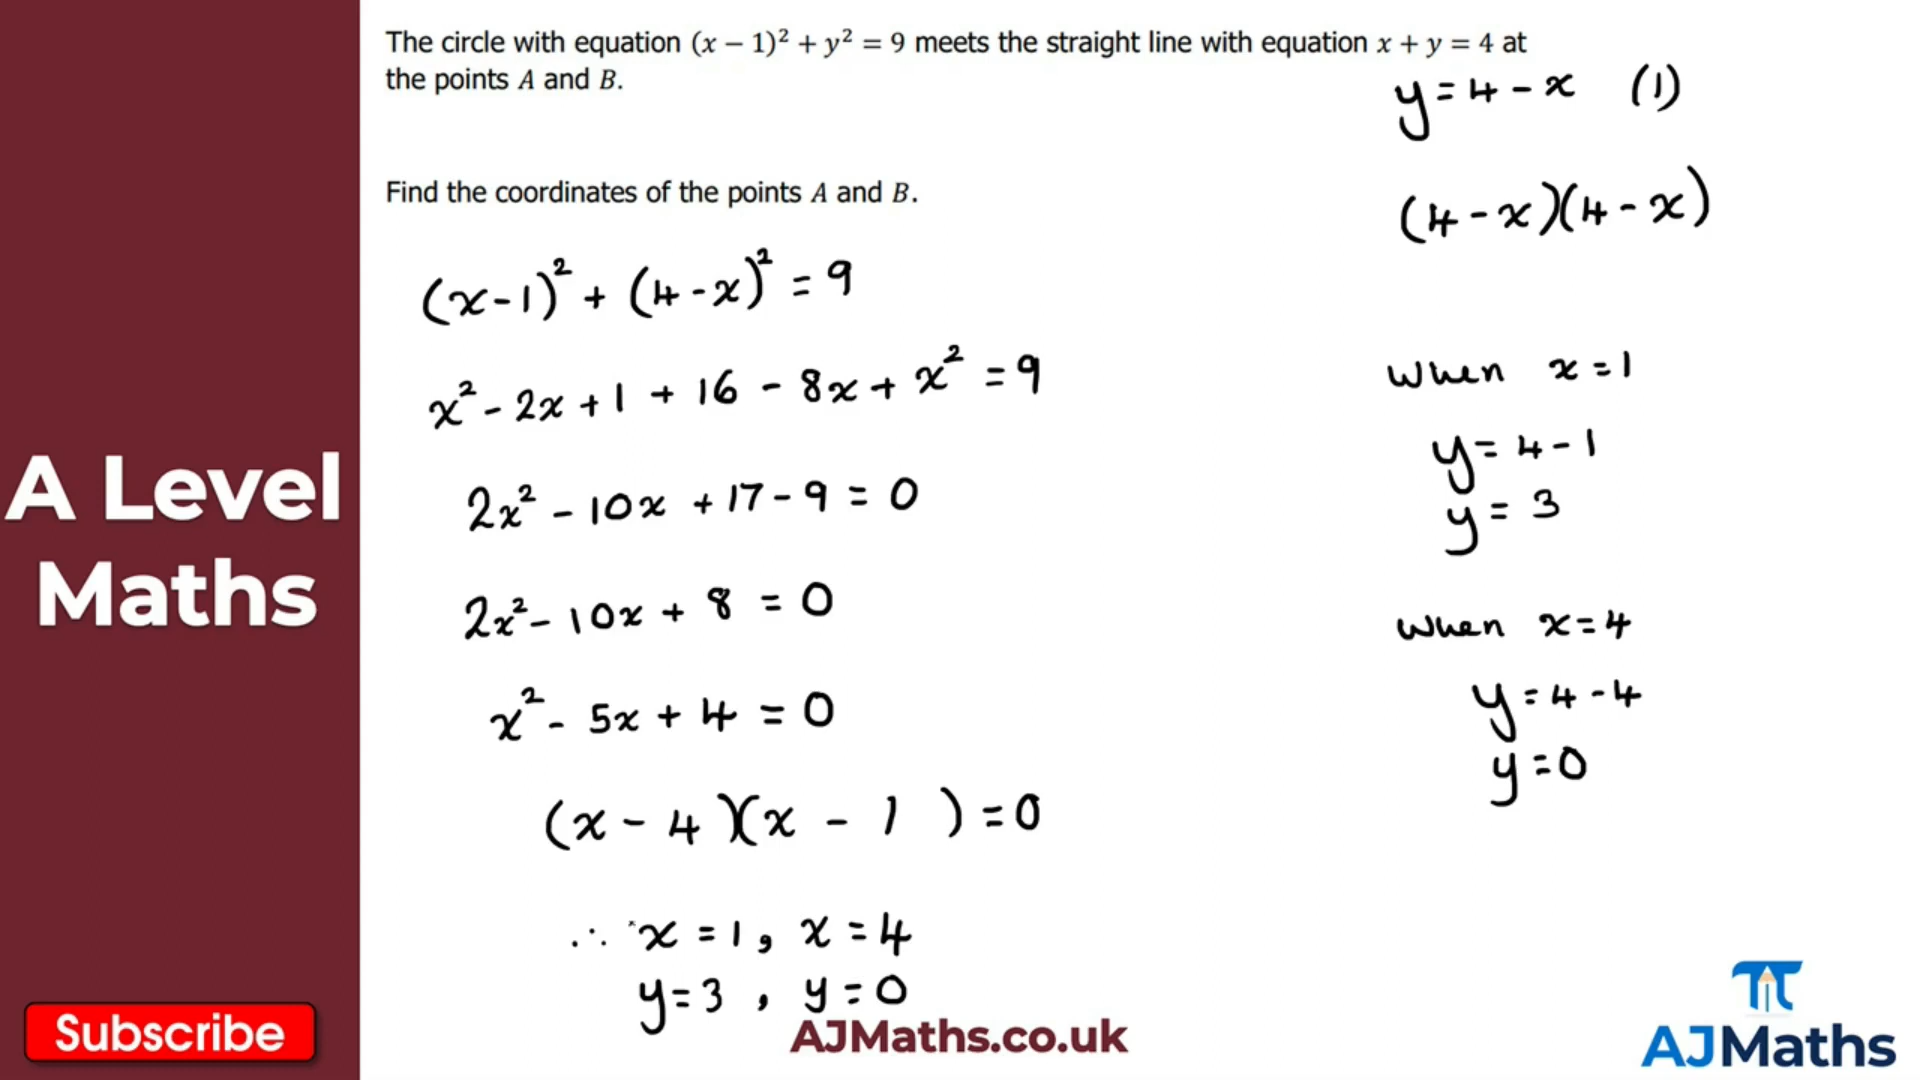 The circle with equation (x − 1)² + y² = 9 meets the straight line with equation x + y = 4 at
the points A and B.
Find the coordinates of the points A and B.
(x-1)² + (4-x)² = 9
x² - 2x + 1 + 16 - 8x + x² = 9
2x² - 10x + 17 - 9 = 0
2x² - 10x + 8 = 0
x² - 5x + 4 = 0
(x - 4)(x - 1) = 0
∴ x = 1, x = 4
y = 3, y = 0
y = 4 - x (1)
(4 - x)(4 - x)
when x = 1
y = 4 - 1
y = 3
when x = 4
y = 4 - 4
y = 0
A Level
Maths
Subscribe
AJMaths.co.uk
AJMaths